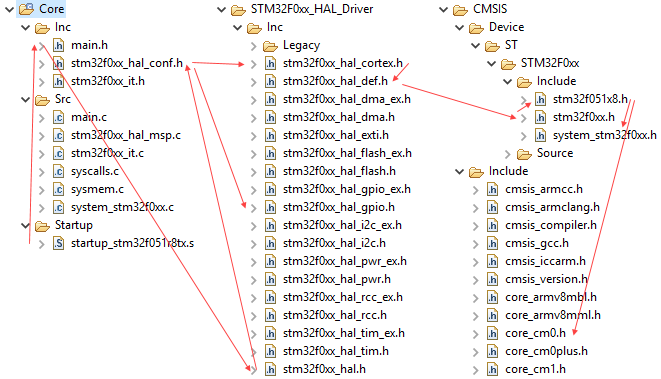 Core
Inc
main.h
stm32f0xx_hal_conf.h
stm32f0xx_it.h
Src
main.c
stm32f0xx_hal_msp.c
stm32f0xx_it.c
syscalls.c
sysmem.c
system_stm32f0xx.c
Startup
startup_stm32f051r8tx.s
STM32F0xx_HAL_Driver
Inc
Legacy
stm32f0xx_hal_cortex.h
stm32f0xx_hal_def.h
stm32f0xx_hal_dma_ex.h
stm32f0xx_hal_dma.h
stm32f0xx_hal_exti.h
stm32f0xx_hal_flash_ex.h
stm32f0xx_hal_flash.h
stm32f0xx_hal_gpio_ex.h
stm32f0xx_hal_gpio.h
stm32f0xx_hal_i2c_ex.h
stm32f0xx_hal_i2c.h
stm32f0xx_hal_pwr_ex.h
stm32f0xx_hal_pwr.h
stm32f0xx_hal_rcc_ex.h
stm32f0xx_hal_rcc.h
stm32f0xx_hal_tim_ex.h
stm32f0xx_hal_tim.h
stm32f0xx_hal.h
CMSIS
Device
ST
STM32F0xx
Include
stm32f051x8.h
stm32f0xx.h
system_stm32f0xx.h
Source
Include
cmsis_armcc.h
cmsis_armclang.h
cmsis_compiler.h
cmsis_gcc.h
cmsis_iccarm.h
cmsis_version.h
core_armv8mbl.h
core_armv8mml.h
core_cm0.h
core_cm0plus.h
core_cm1.h